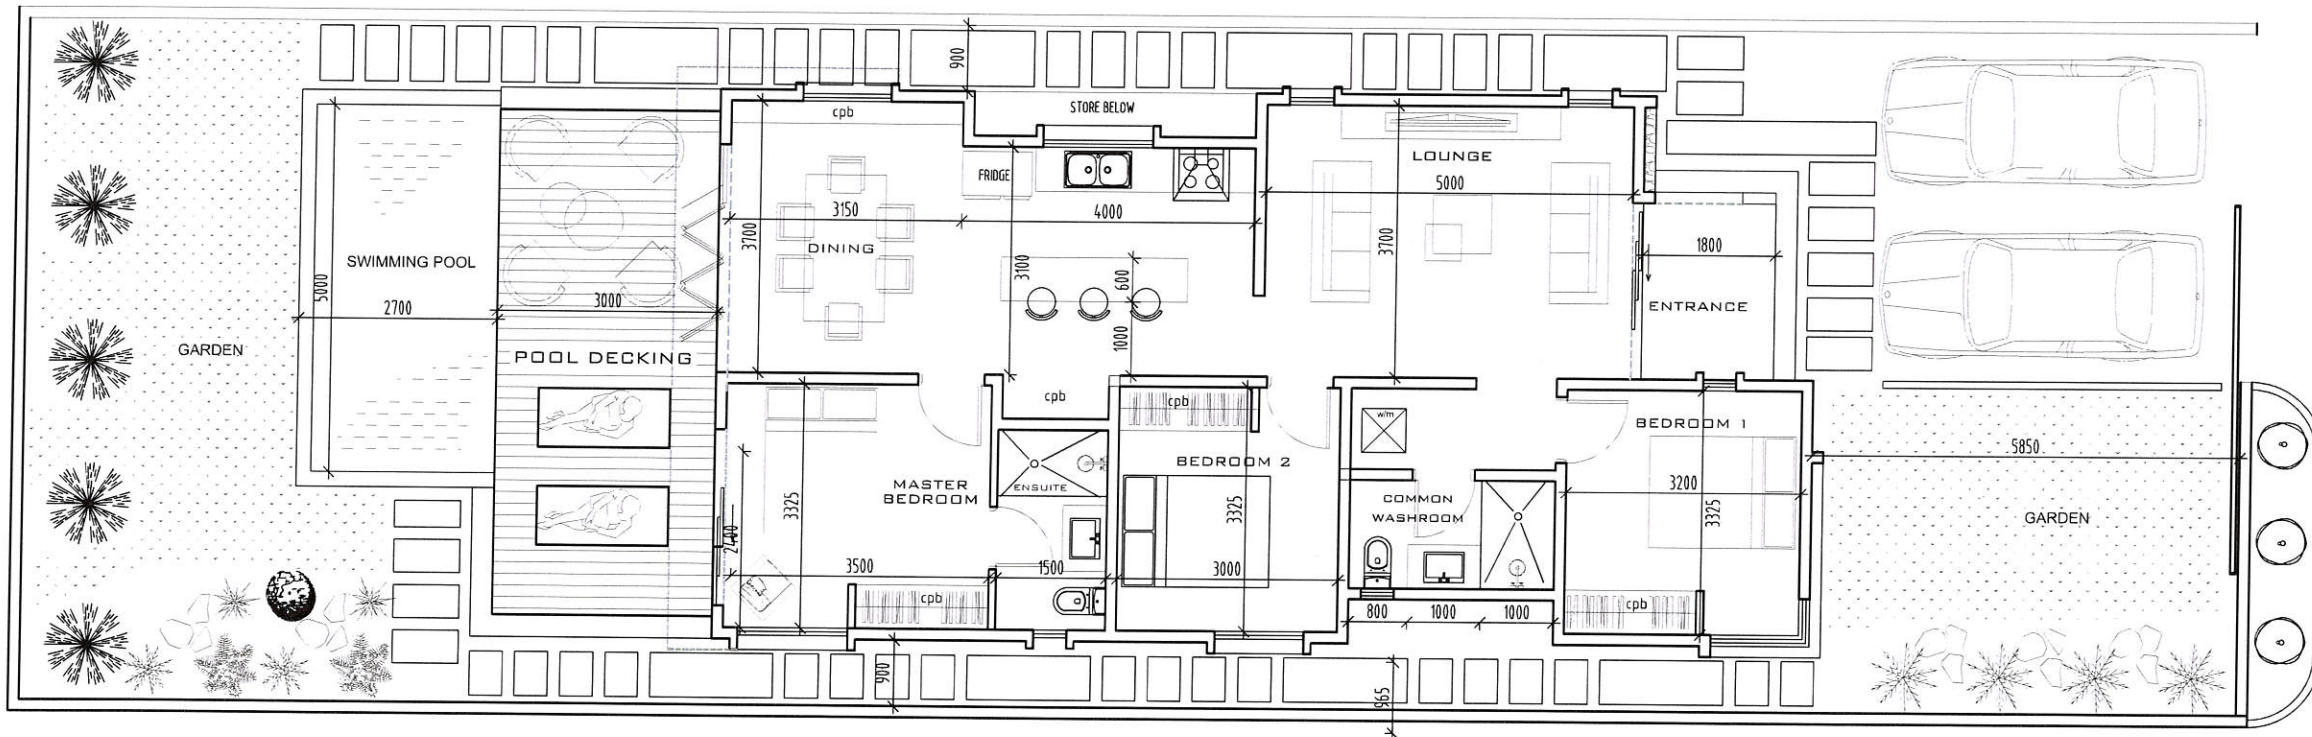 900
STORE BELOW
cpb
LOUNGE
FRIDGE
5000
3150
4000
3700
DINING
3100
600
1000
3700
1800
ENTRANCE
SWIMMING POOL
5000
2700
3000
GARDEN
POOL DECKING
cpb
cpb
w/m
BEDROOM 1
5850
MASTER
BEDROOM
ENSUITE
BEDROOM 2
COMMON
WASHROOM
3200
3325
GARDEN
3325
2400
3325
3500
1500
3000
cpb
800
1000
1000
cpb
900
965